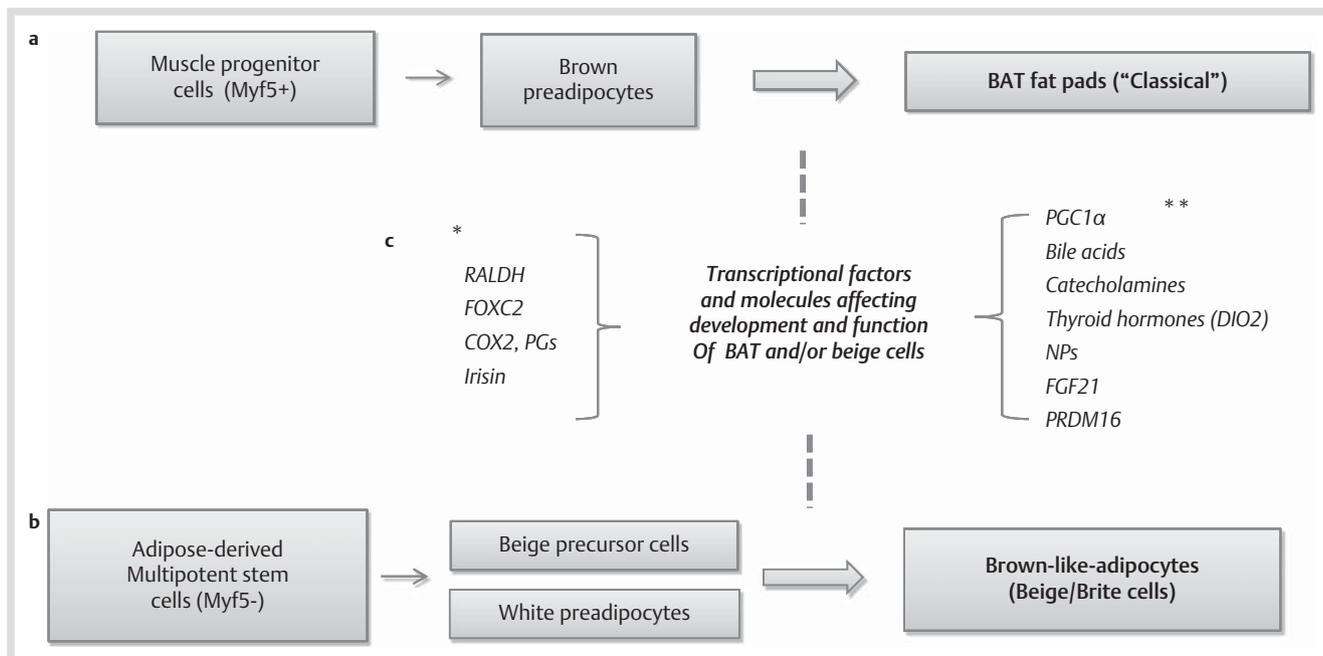 a
Muscle progenitor
cells (Myf5+)
Brown
preadipocytes
BAT fat pads (“Classical”)
c
*
RALDH
FOXC2
COX2, PGs
Irisin
Transcriptional factors
and molecules affecting
development and function
Of BAT and/or beige cells
PGC1α **
Bile acids
Catecholamines
Thyroid hormones (DIO2)
NPs
FGF21
PRDM16
b
Adipose-derived
Multipotent stem
cells (Myf5-)
Beige precursor cells
White preadipocytes
Brown-like-adipocytes
(Beige/Brite cells)